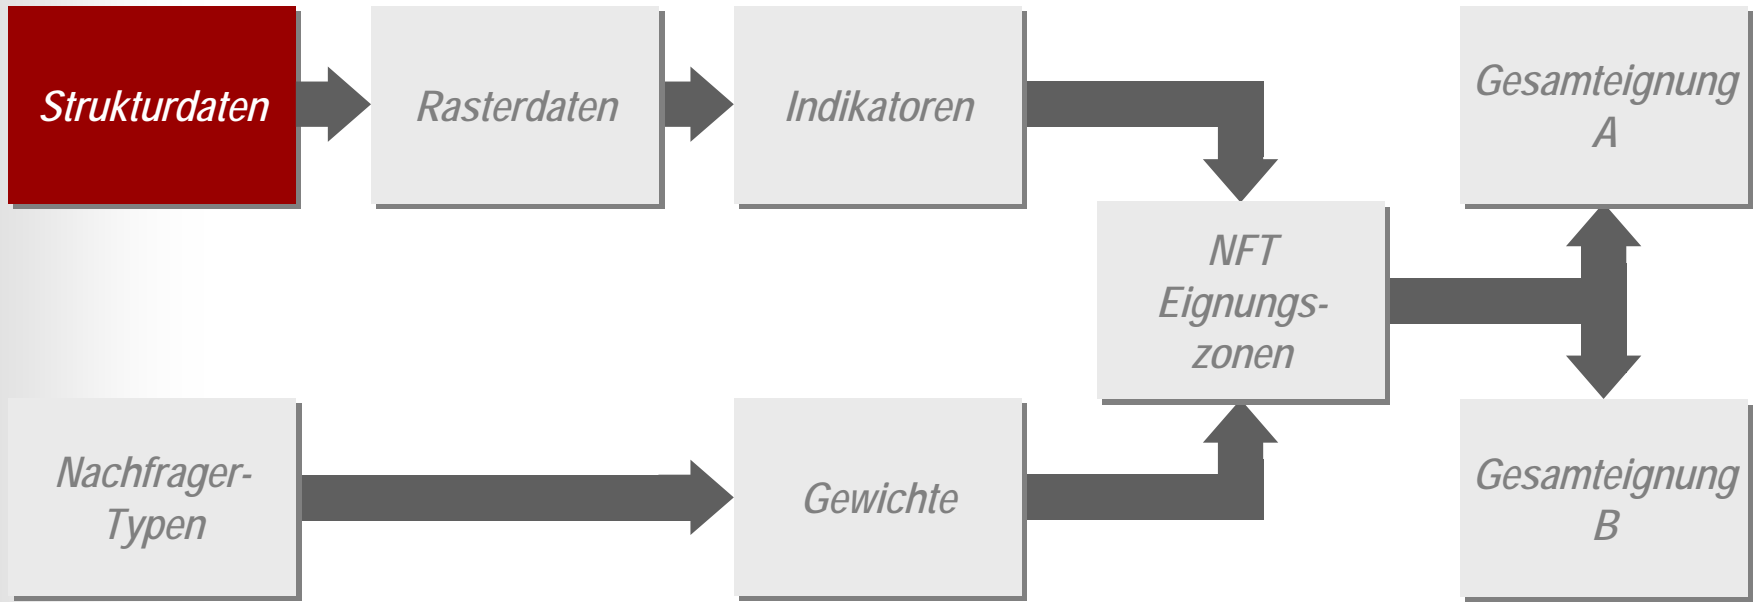 Strukturdaten
Rasterdaten
Indikatoren
Gesamteignung
A
NFT
Eignungs-
zonen
Nachfrager-
Typen
Gewichte
Gesamteignung
B